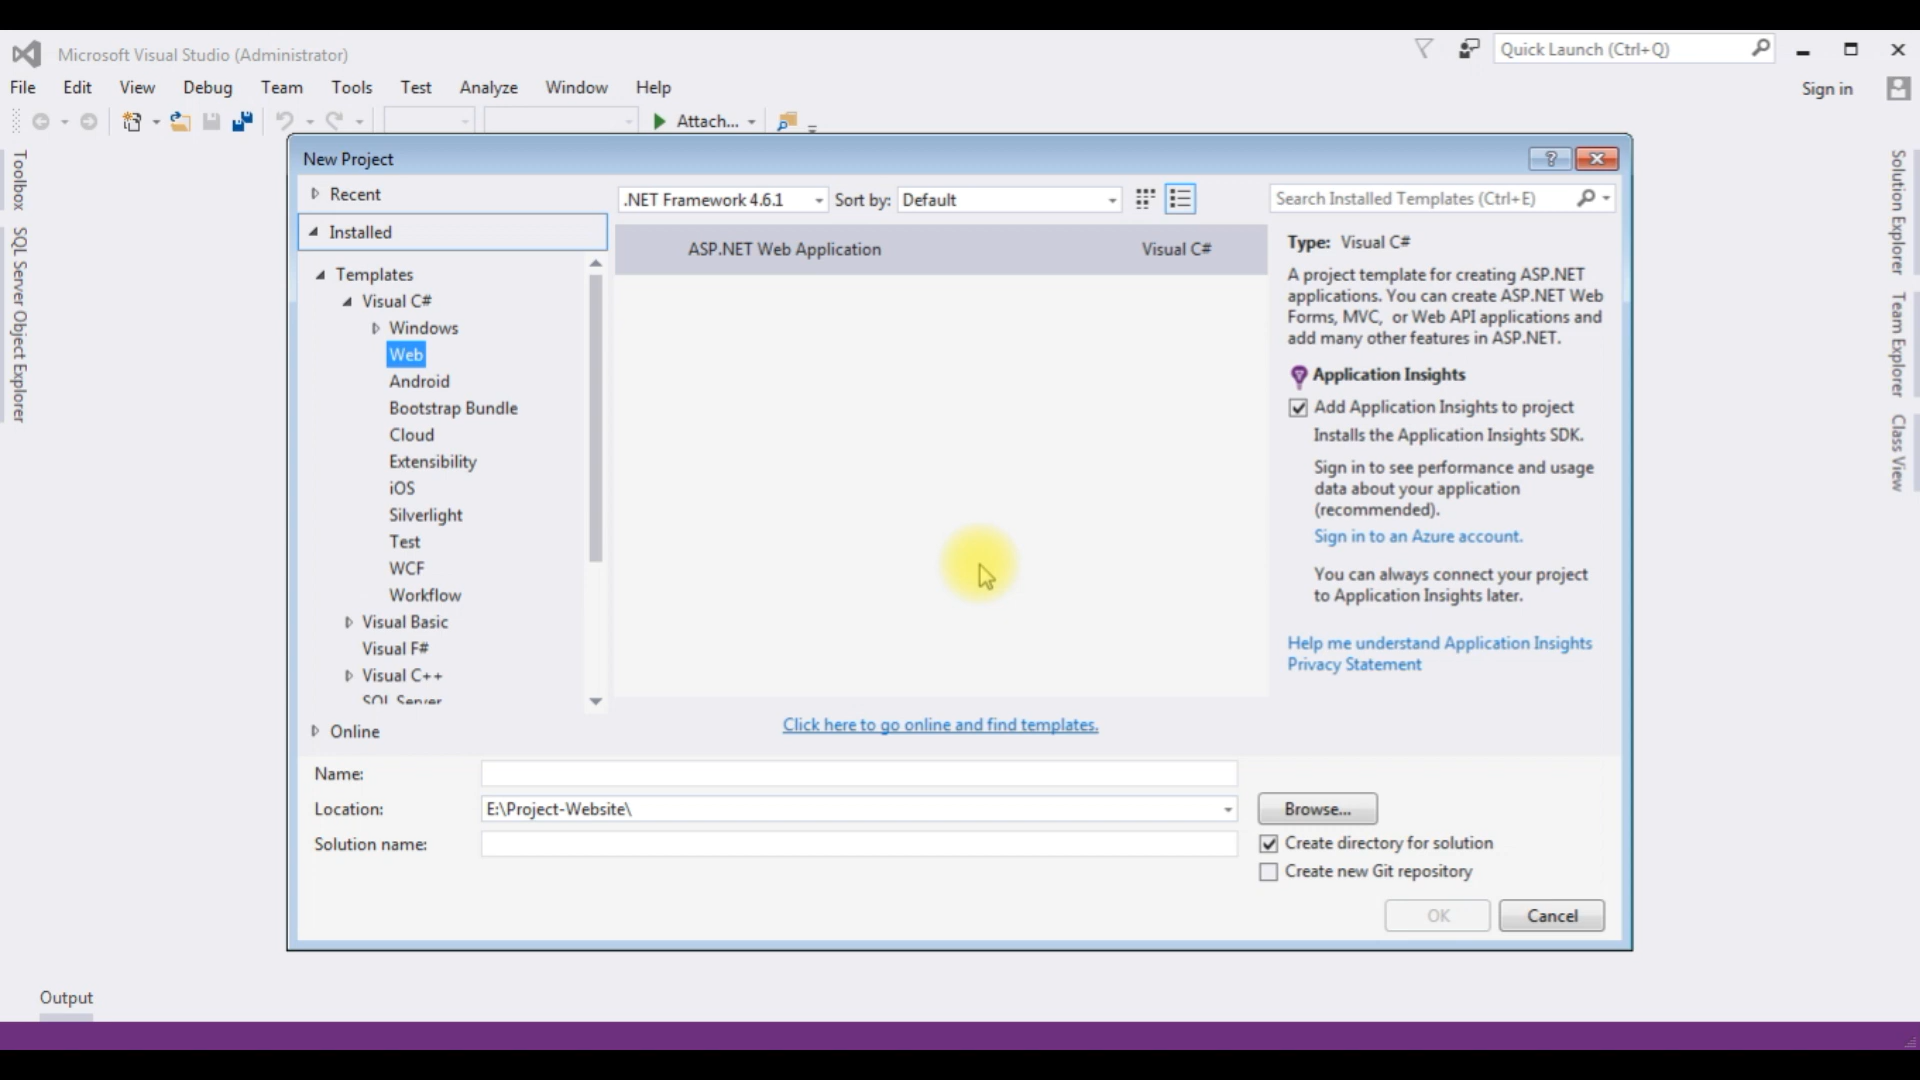 Microsoft Visual Studio (Administrator)
Quick Launch (Ctrl+Q)
File Edit View Debug Team Tools Test Analyze Window Help
Sign in
Attach...
Toolbox
SQL Server Object Explorer
Solution Explorer
Team Explorer
Class View
New Project
?
Recent
Installed
Templates
Visual C#
Windows
Web
Android
Bootstrap Bundle
Cloud
Extensibility
iOS
Silverlight
Test
WCF
Workflow
Visual Basic
Visual F#
Visual C++
SQL Server
Online
.NET Framework 4.6.1 Sort by: Default
Search Installed Templates (Ctrl+E)
ASP.NET Web Application Visual C#
Type: Visual C#
A project template for creating ASP.NET
applications. You can create ASP.NET Web
Forms, MVC, or Web API applications and
add many other features in ASP.NET.
Application Insights
Add Application Insights to project
Installs the Application Insights SDK.
Sign in to see performance and usage
data about your application
(recommended).
Sign in to an Azure account.
You can always connect your project
to Application Insights later.
Help me understand Application Insights
Privacy Statement
Click here to go online and find templates.
Name:
Location: E:\Project-Website\ Browse...
Solution name:
Create directory for solution
Create new Git repository
OK Cancel
Output